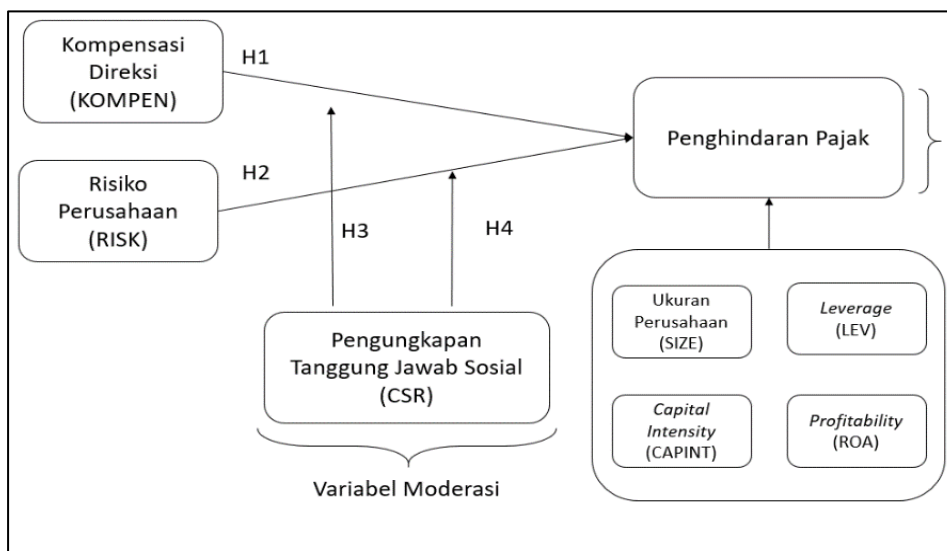 Kompensasi
Direksi
(KOMPEN)
H1
Risiko
Perusahaan
(RISK)
H2
H3
H4
Penghindaran Pajak
Pengungkapan
Tanggung Jawab Sosial
(CSR)
Variabel Moderasi
Ukuran
Perusahaan
(SIZE)
Leverage
(LEV)
Capital
Intensity
(CAPINT)
Profitability
(ROA)